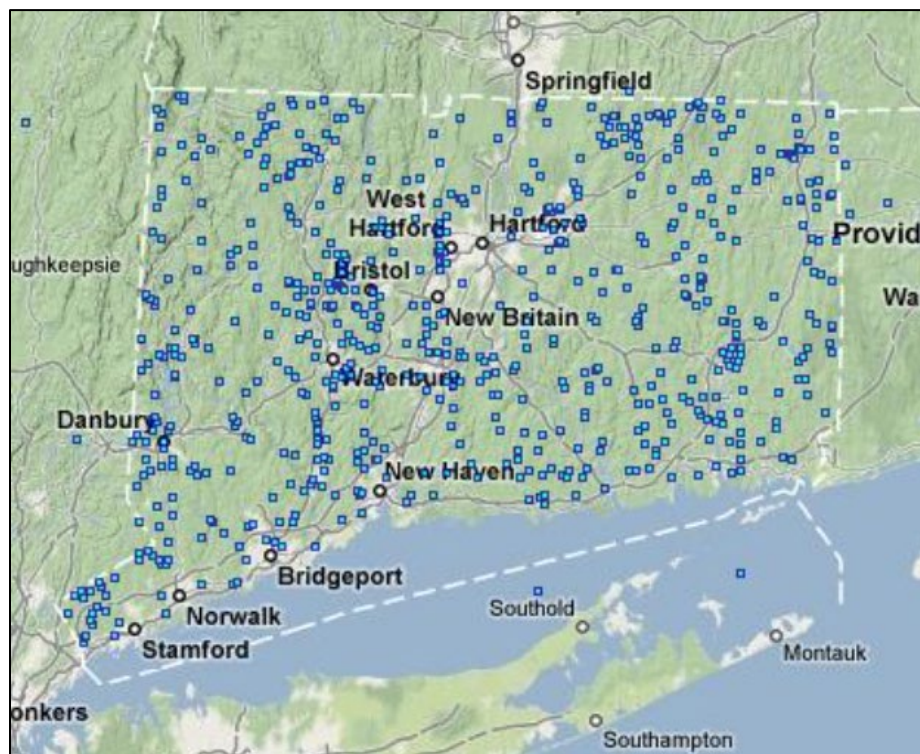 Springfield
West
Hartford
Hartford
Provid
ughkeepsie
Bristol
Wa
New Britain
Waterbury
Danbury
New Haven
Bridgeport
Norwalk
Southold
Stamford
Montauk
onkers
Southampton